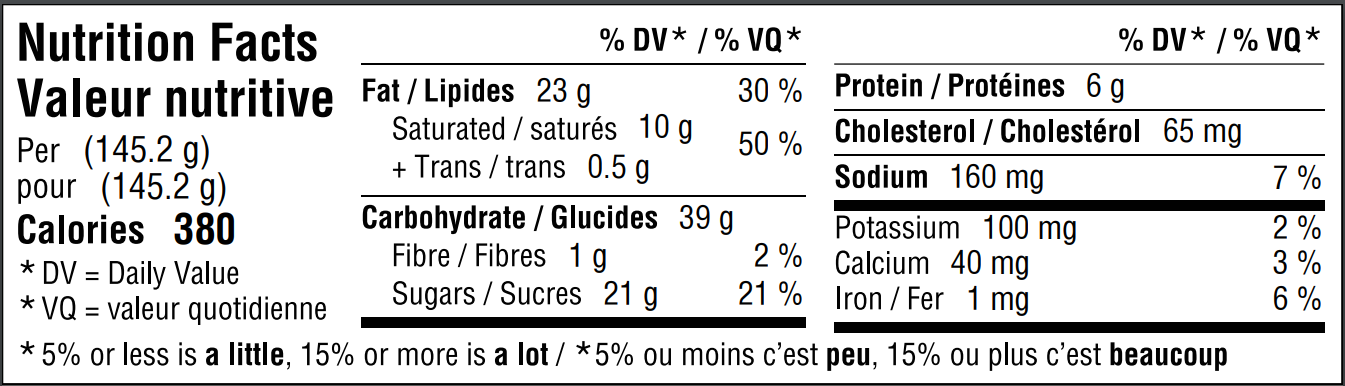 Nutrition Facts
Valeur nutritive
Per (145.2 g)
pour (145.2 g)
Calories 380
* DV = Daily Value
* VQ = valeur quotidienne
% DV* / % VQ*
Fat / Lipides 23 g 30 %
Saturated / saturés 10 g
+ Trans / trans 0.5 g
50 %
Carbohydrate / Glucides 39 g
Fibre / Fibres 1 g 2 %
Sugars / Sucres 21 g 21 %
% DV* / % VQ*
Protein / Protéines 6 g
Cholesterol / Cholestérol 65 mg
Sodium 160 mg 7 %
Potassium 100 mg 2 %
Calcium 40 mg 3 %
Iron / Fer 1 mg 6 %
*5% or less is a little, 15% or more is a lot / *5% ou moins c’est peu, 15% ou plus c’est beaucoup